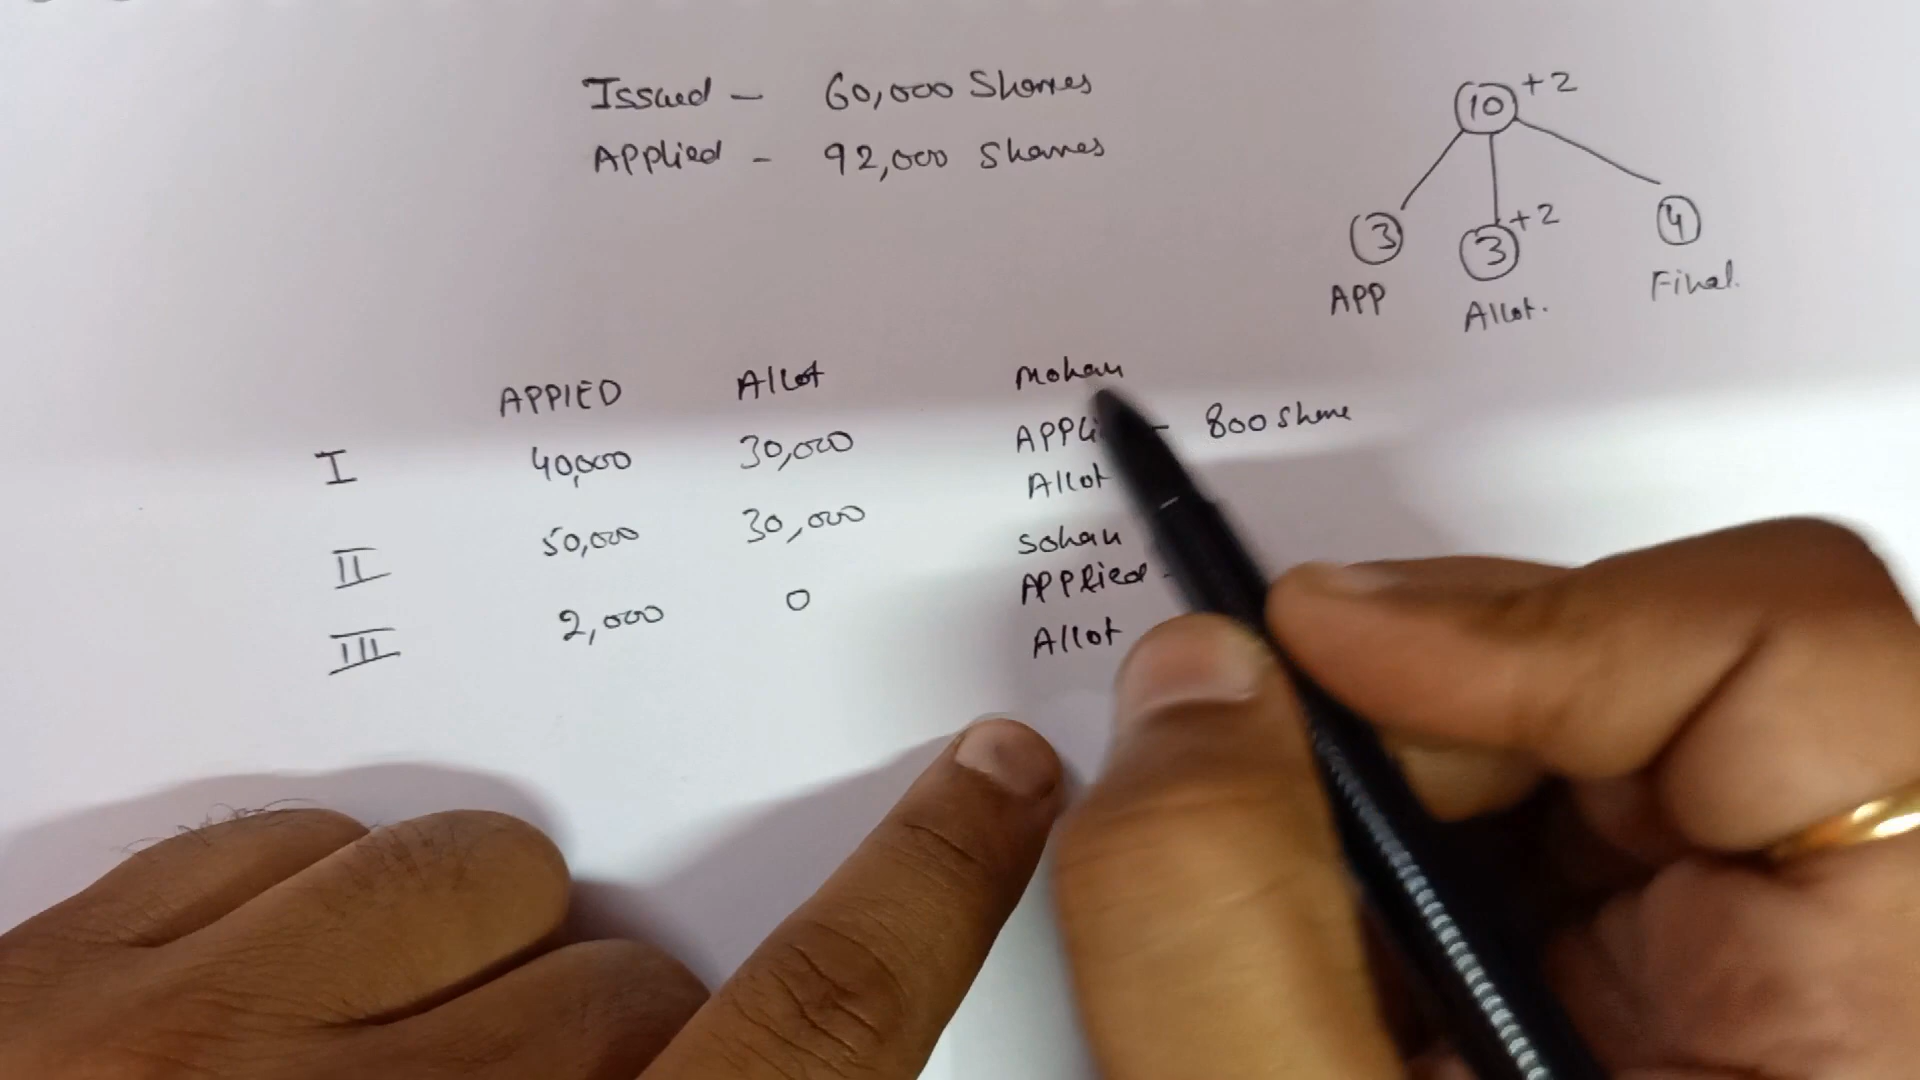 Issued - 60,000 Shares
Applied - 92,000 Shares
10 +2
3 3 +2 4
APP Allot. Final.
APPIED Allot Mohan
I 40,000 30,000 - 800 Share
Allot
II 50,000 30,000 Sohan
Applied -
III 2,000 0 Allot